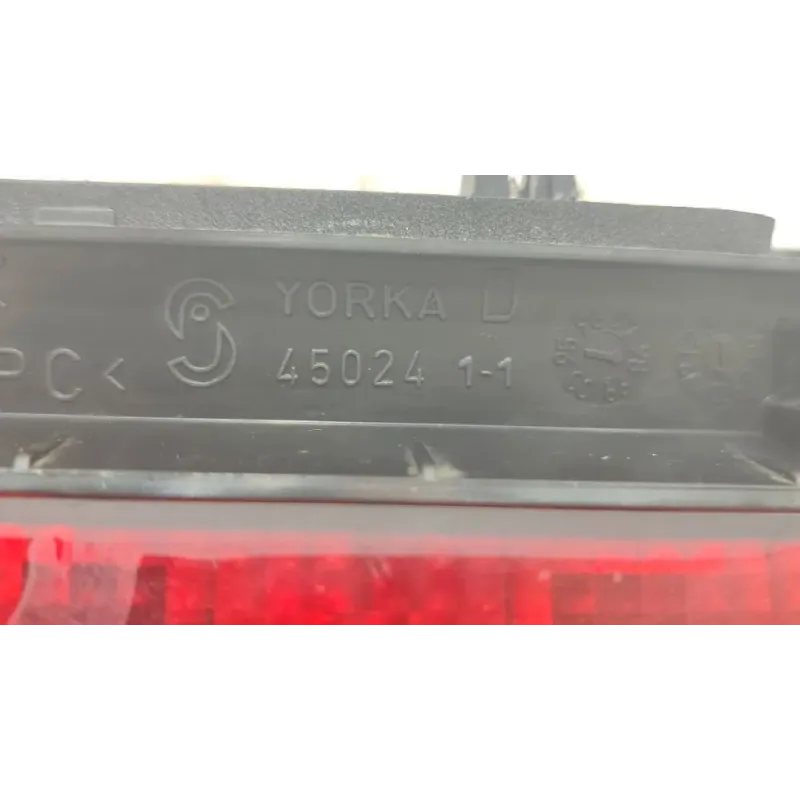 YORKA D
PC< 45024 1-1